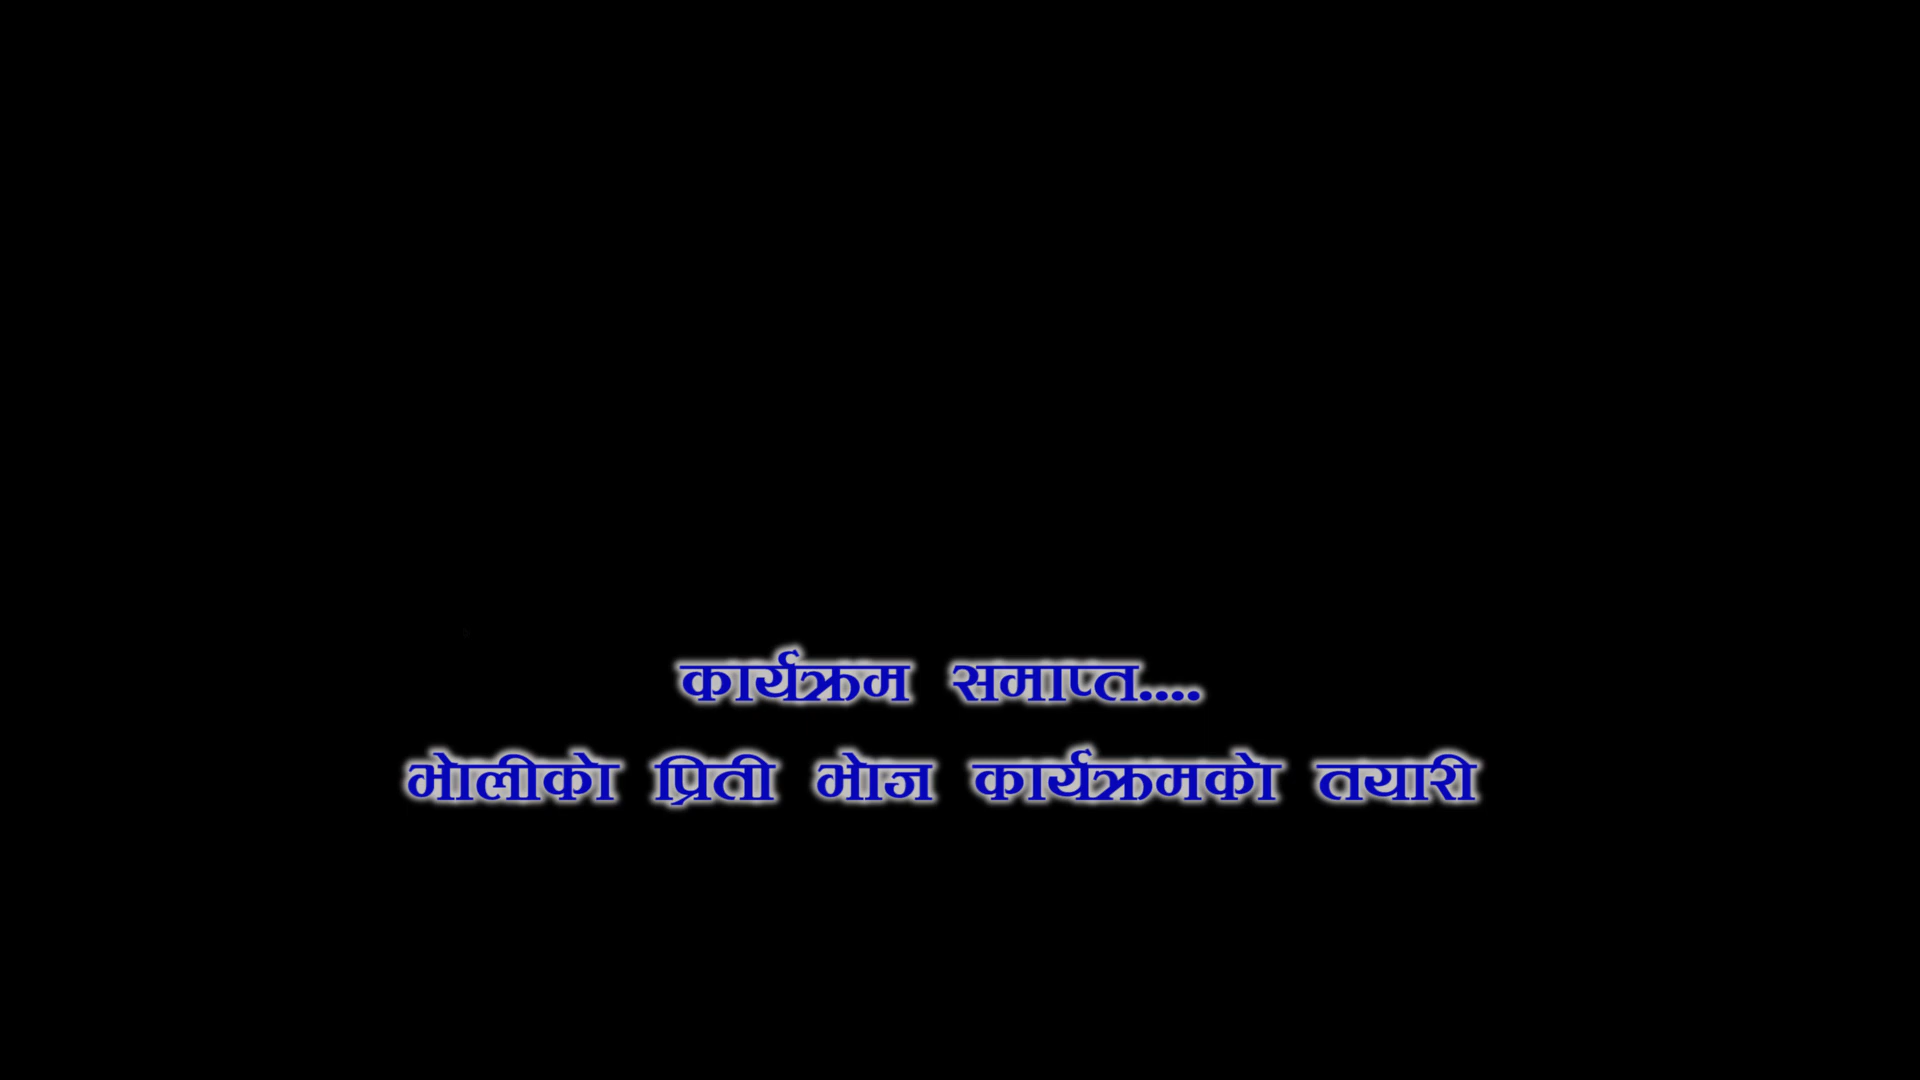 कार्यक्रम समाप्त....
भोलीको प्रिती भोज कार्यक्रमको तयारी